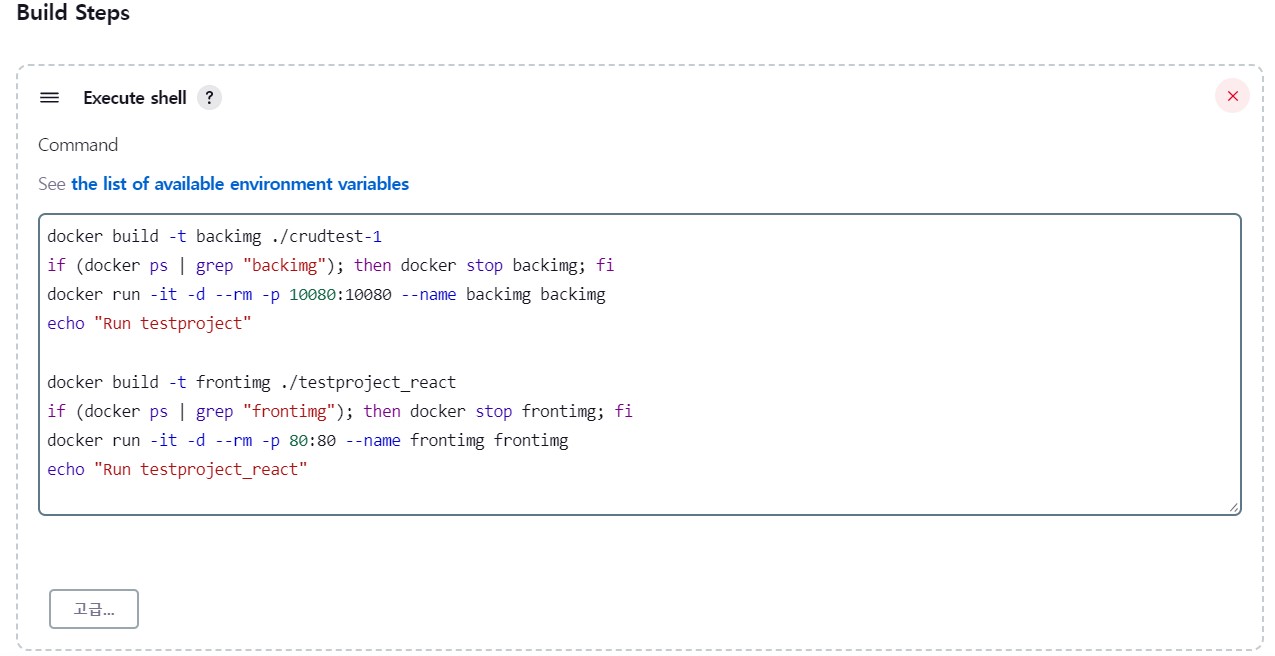 Build Steps
Execute shell ?
Command
See the list of available environment variables
docker build -t backimg ./crudtest-1
if (docker ps | grep "backimg"); then docker stop backimg; fi
docker run -it -d --rm -p 10080:10080 --name backimg backimg
echo "Run testproject"
docker build -t frontimg ./testproject_react
if (docker ps | grep "frontimg"); then docker stop frontimg; fi
docker run -it -d --rm -p 80:80 --name frontimg frontimg
echo "Run testproject_react"
고급...